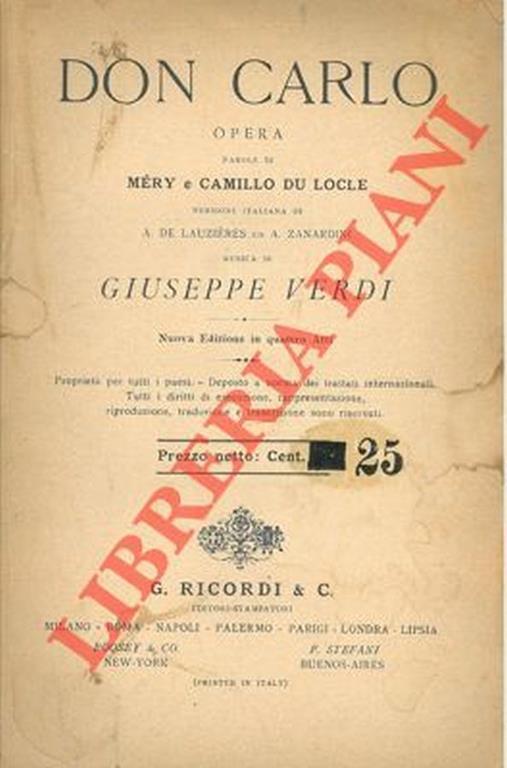 DON CARLO
OPERA
PAROLE DI
MÉRY e CAMILLO DU LOCLE
VERSIONE ITALIANA DI
A. DE LAUZIÈRES ED A. ZANARDINI
MUSICA DI
GIUSEPPE VERDI
Nuova Edizione in quattro Atti
Proprietà per tutti i paesi. - Deposto a norma dei trattati internazionali.
Tutti i diritti di esecuzione, rappresentazione,
riproduzione, traduzione e trascrizione sono riservati.
Prezzo netto: Cent. 25
G. RICORDI & C.
EDITORI-STAMPATORI
MILANO - ROMA - NAPOLI - PALERMO - PARIGI - LONDRA - LIPSIA
BOOSEY & CO. P. STEFANI
NEW-YORK BUENOS-AIRES
(PRINTED IN ITALY)
LIBRERIA PIANI